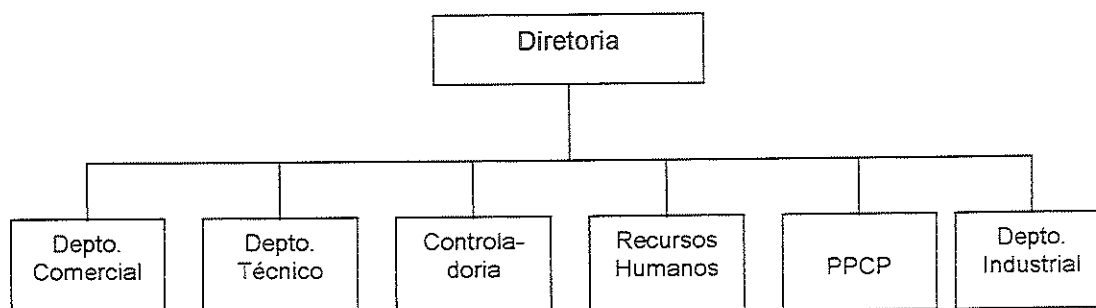 Diretoria
Depto.
Comercial
Depto.
Técnico
Controla-
doria
Recursos
Humanos
PPCP
Depto.
Industrial